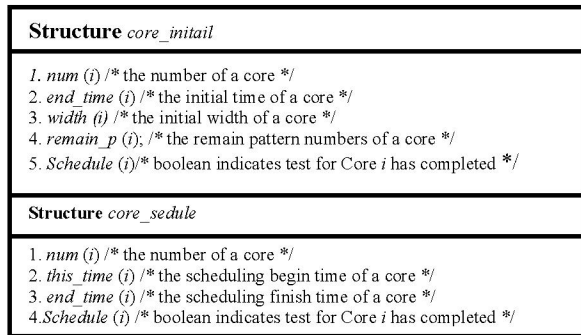 Structure core_initail
1. num (i) /* the number of a core */
2. end_time (i) /* the initial time of a core */
3. width (i) /* the initial width of a core */
4. remain_p (i); /* the remain pattern numbers of a core */
5. Schedule (i)/* boolean indicates test for Core i has completed */
Structure core_sedule
1. num (i) /* the number of a core */
2. this_time (i) /* the scheduling begin time of a core */
3. end_time (i) /* the scheduling finish time of a core */
4.Schedule (i) /* boolean indicates test for Core i has completed */